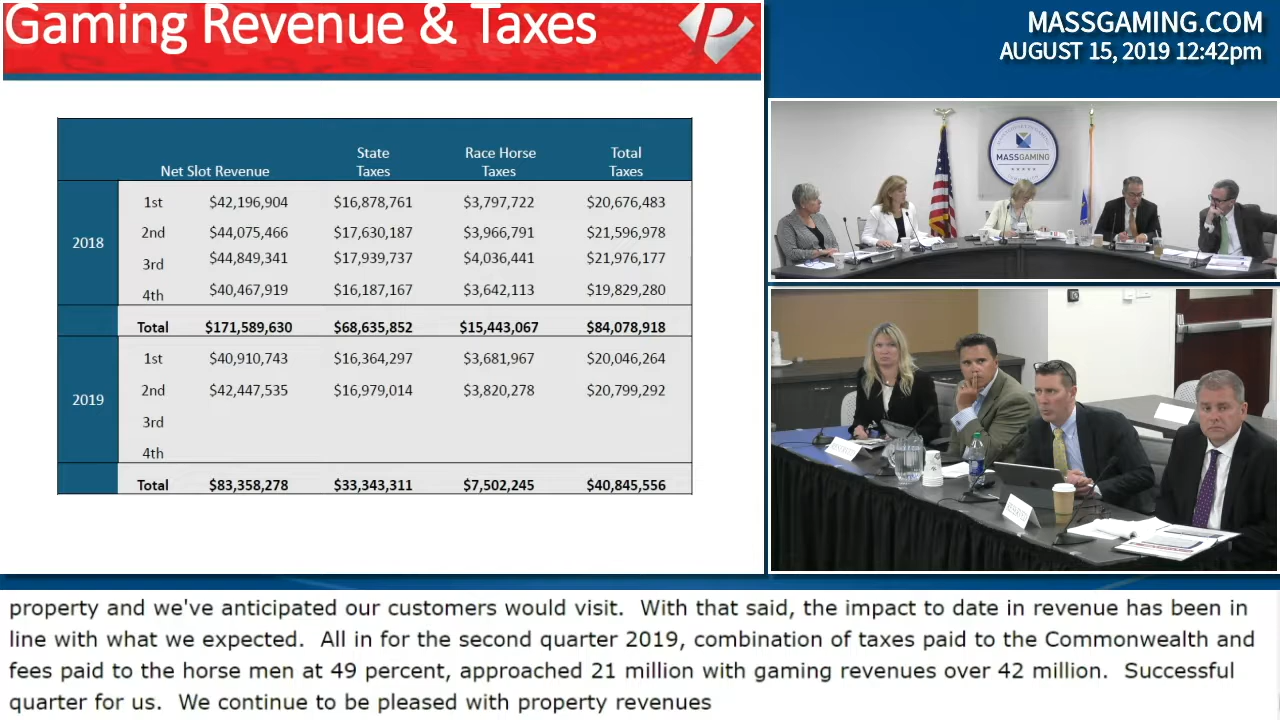 Gaming Revenue & Taxes
MASSGAMING.COM
AUGUST 15, 2019 12:42pm
Net Slot Revenue State Taxes Race Horse Taxes Total Taxes
2018
1st $42,196,904 $16,878,761 $3,797,722 $20,676,483
2nd $44,075,466 $17,630,187 $3,966,791 $21,596,978
3rd $44,849,341 $17,939,737 $4,036,441 $21,976,177
4th $40,467,919 $16,187,167 $3,642,113 $19,829,280
Total $171,589,630 $68,635,852 $15,443,067 $84,078,918
2019
1st $40,910,743 $16,364,297 $3,681,967 $20,046,264
2nd $42,447,535 $16,979,014 $3,820,278 $20,799,292
3rd
4th
Total $83,358,278 $33,343,311 $7,502,245 $40,845,556
MASSGAMING
property and we've anticipated our customers would visit. With that said, the impact to date in revenue has been in
line with what we expected. All in for the second quarter 2019, combination of taxes paid to the Commonwealth and
fees paid to the horse men at 49 percent, approached 21 million with gaming revenues over 42 million. Successful
quarter for us. We continue to be pleased with property revenues